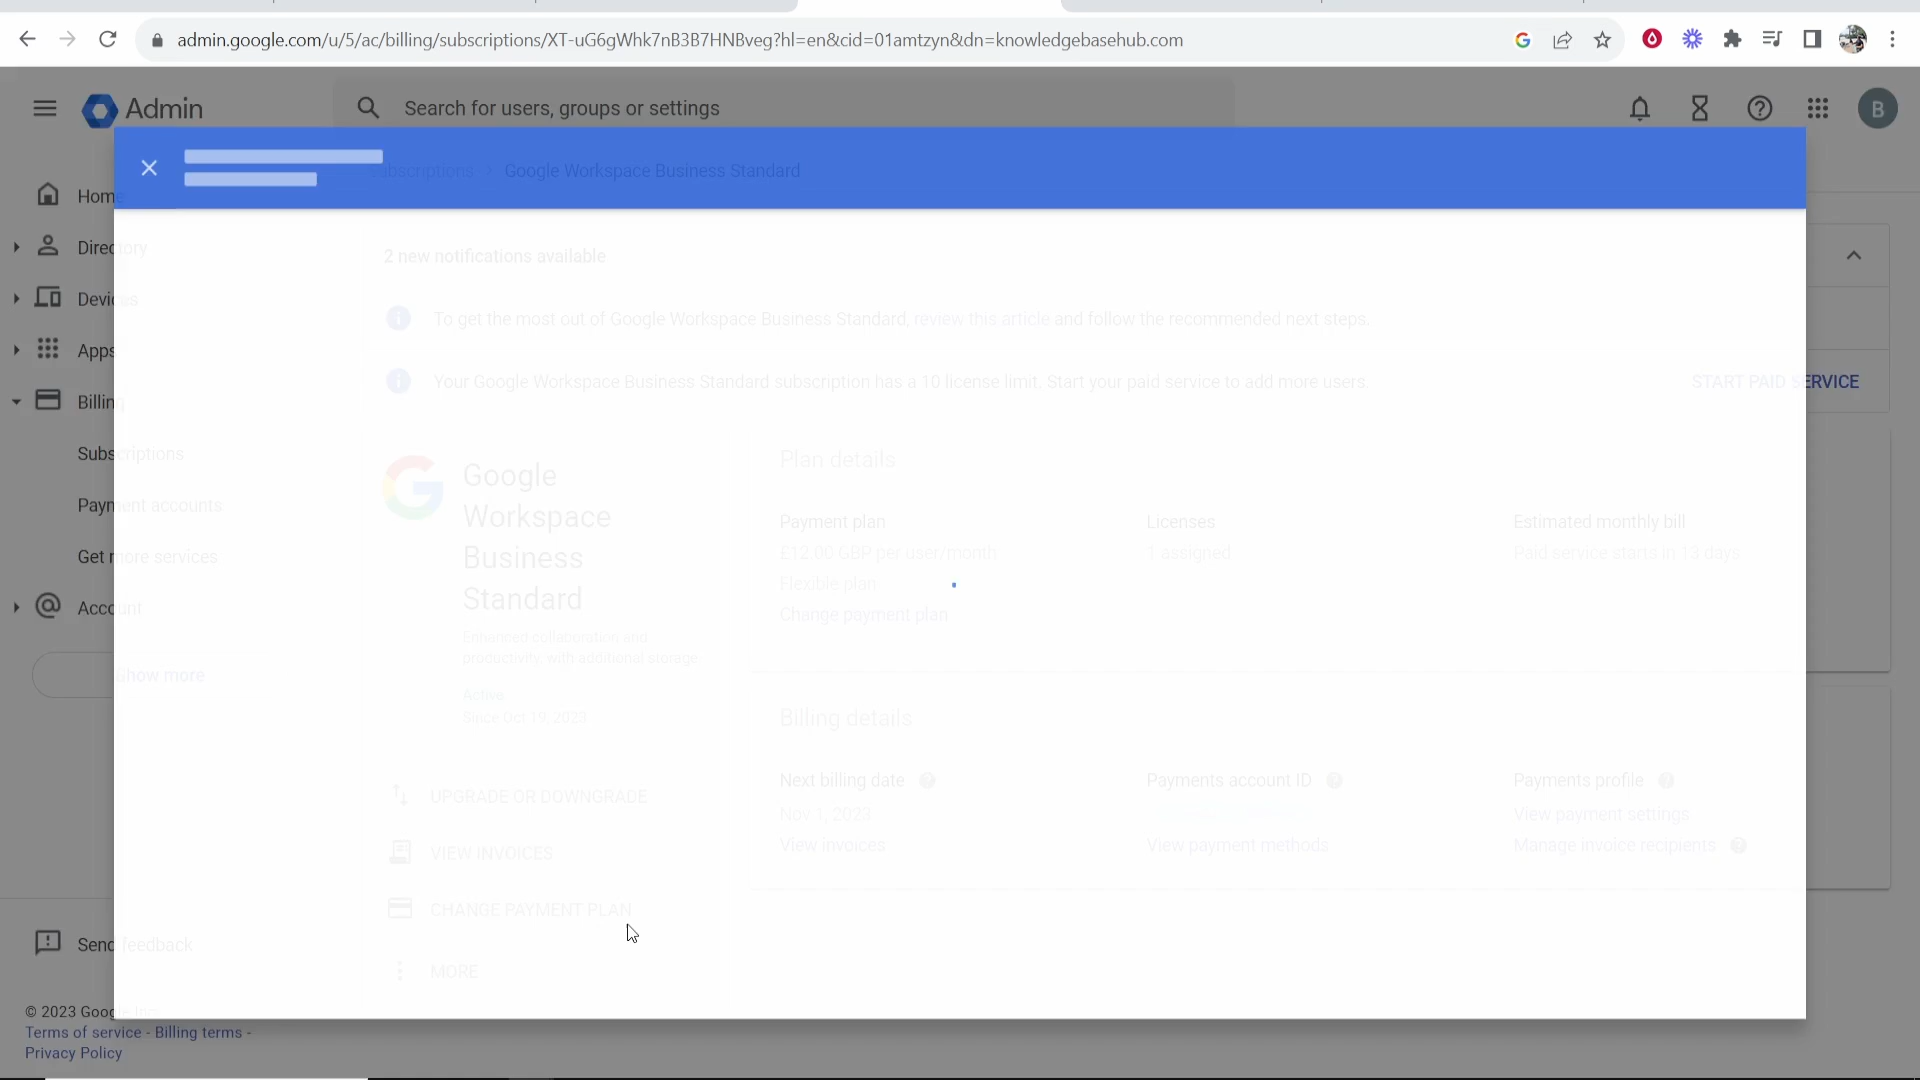 admin.google.com/u/5/ac/billing/subscriptions/XT-uG6gWhk7nB3B7HNBveg?hl=en&cid=01amtzyn&dn=knowledgebasehub.com
Admin
Search for users, groups or settings
B
Subscriptions
Google Workspace Business Standard
Home
Directory
Devices
Apps
Billing
Subscriptions
Payment accounts
Get more services
Account
Show more
Send feedback
© 2023 Google Inc.
Terms of service - Billing terms -
Privacy Policy
2 new notifications available
To get the most out of Google Workspace Business Standard, review this article and follow the recommended next steps.
Your Google Workspace Business Standard subscription has a 10 license limit. Start your paid service to add more users.
START PAID SERVICE
Google
Workspace
Business
Standard
Enhanced collaboration and
productivity, with additional storage
Active
Since Oct 19, 2023
UPGRADE OR DOWNGRADE
VIEW INVOICES
CHANGE PAYMENT PLAN
MORE
Plan details
Payment plan
£12.00 GBP per user/month
Flexible plan
Change payment plan
Licenses
1 assigned
Estimated monthly bill
Paid service starts in 13 days
Billing details
Next billing date
Nov 1, 2023
View invoices
Payments account ID
View payment methods
Payments profile
View payment settings
Manage invoice recipients